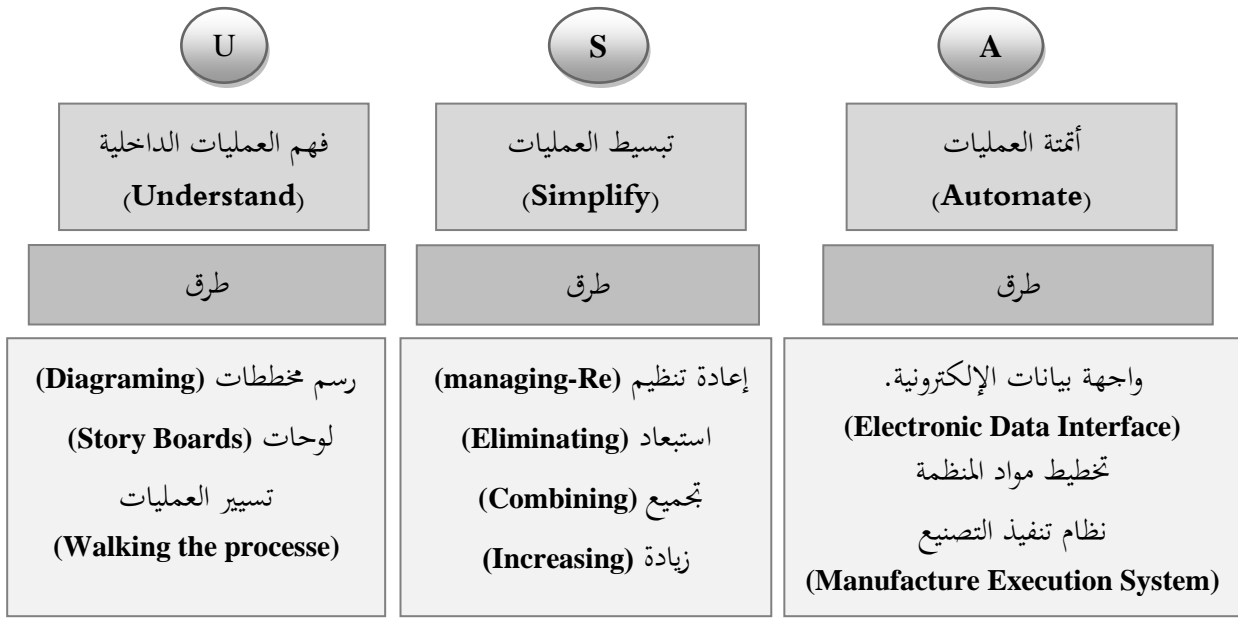 U
فهم العمليات الداخلية
(Understand)
طرق
رسم مخططات (Diagraming)
لوحات (Story Boards)
تسيير العمليات
(Walking the processe)
S
تبسيط العمليات
(Simplify)
طرق
إعادة تنظيم (managing-Re)
استبعاد (Eliminating)
تجميع (Combining)
زيادة (Increasing)
A
أتمتة العمليات
(Automate)
طرق
واجهة بيانات الإلكترونية.
(Electronic Data Interface)
تخطيط مواد المنظمة
نظام تنفيذ التصنيع
(Manufacture Execution System)